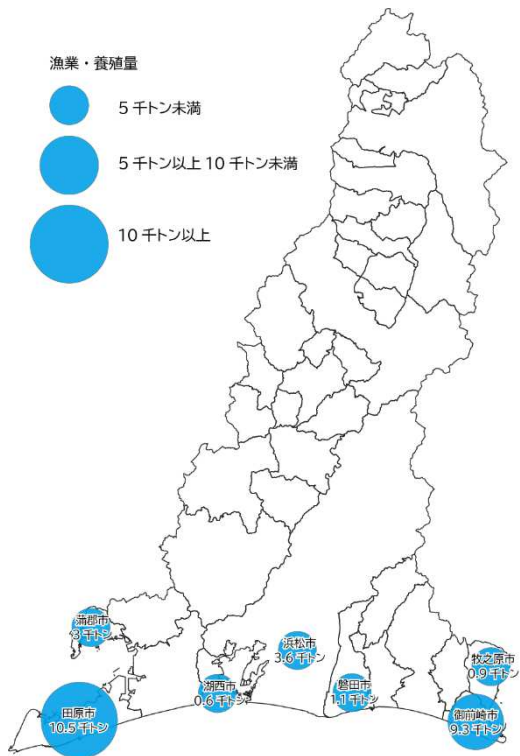 漁業・養殖量
5千トン未満
5千トン以上10千トン未満
10千トン以上
蒲郡市
3千トン
浜松市
3.6千トン
牧之原市
0.9千トン
湖西市
0.6千トン
磐田市
1.1千トン
田原市
10.5千トン
御前崎市
9.3千トン